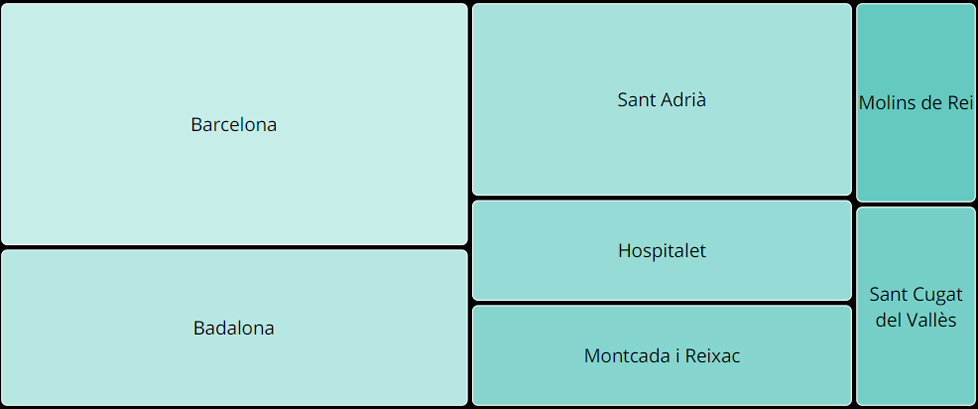 Barcelona
Badalona
Sant Adrià
Hospitalet
Montcada i Reixac
Molins de Rei
Sant Cugat
del Vallès